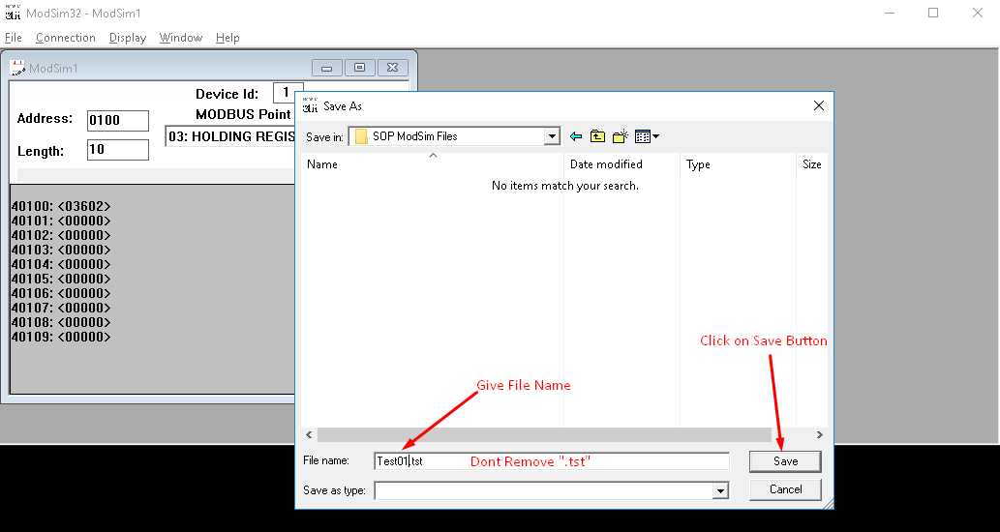 ModSim32 - ModSim1
File Connection Display Window Help
ModSim1
Device Id: 1
Address: 0100
MODBUS Point
Length: 10
03: HOLDING REGIS
40100: <03602>
40101: <00000>
40102: <00000>
40103: <00000>
40104: <00000>
40105: <00000>
40106: <00000>
40107: <00000>
40108: <00000>
40109: <00000>
Save As
Save in: SOP ModSim Files
Name Date modified Type Size
No items match your search.
Click on Save Button
Give File Name
File name: Test01.tst Dont Remove ".tst" Save
Save as type: Cancel